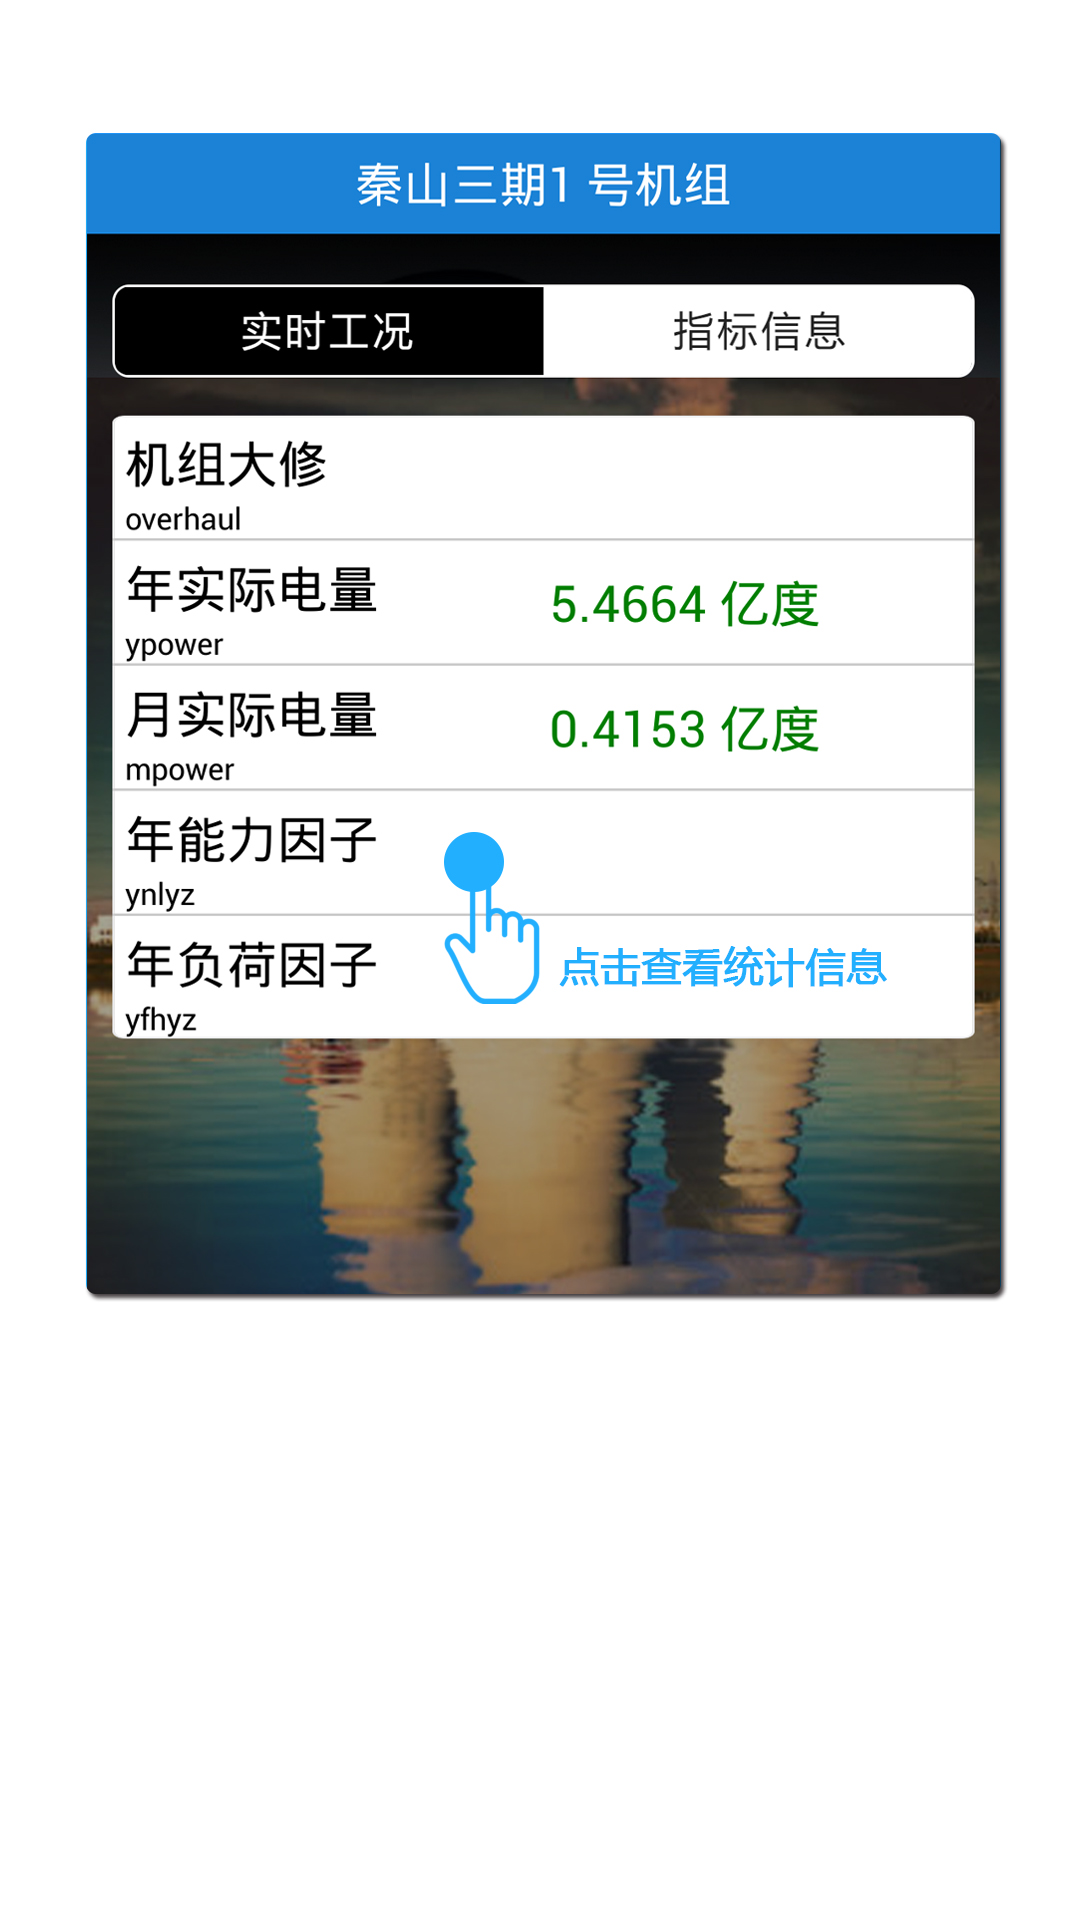 秦山三期1 号机组
实时工况
指标信息
机组大修
overhaul
年实际电量
5.4664 亿度
ypower
月实际电量
0.4153 亿度
mpower
年能力因子
ynlyz
年负荷因子
点击查看统计信息
yfhyz